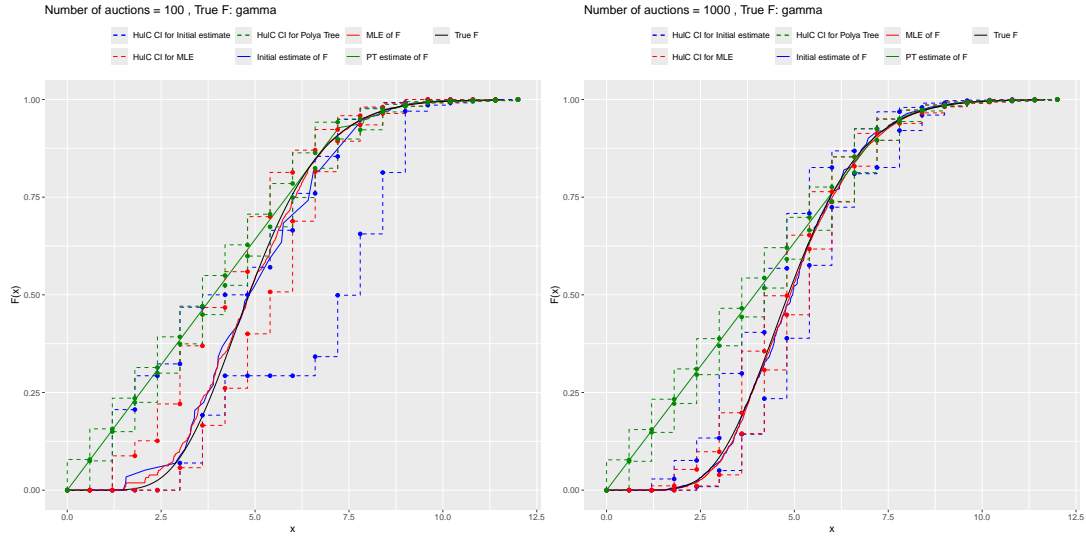 Number of auctions = 100 , True F: gamma
HulC CI for Initial estimate HulC CI for Polya Tree MLE of F True F
HulC CI for MLE Initial estimate of F PT estimate of F
1.00
0.75
0.50
0.25
0.00
F(x)
0.0 2.5 5.0 7.5 10.0 12.5
x
Number of auctions = 1000 , True F: gamma
HulC CI for Initial estimate HulC CI for Polya Tree MLE of F True F
HulC CI for MLE Initial estimate of F PT estimate of F
1.00
0.75
0.50
0.25
0.00
F(x)
0.0 2.5 5.0 7.5 10.0 12.5
x